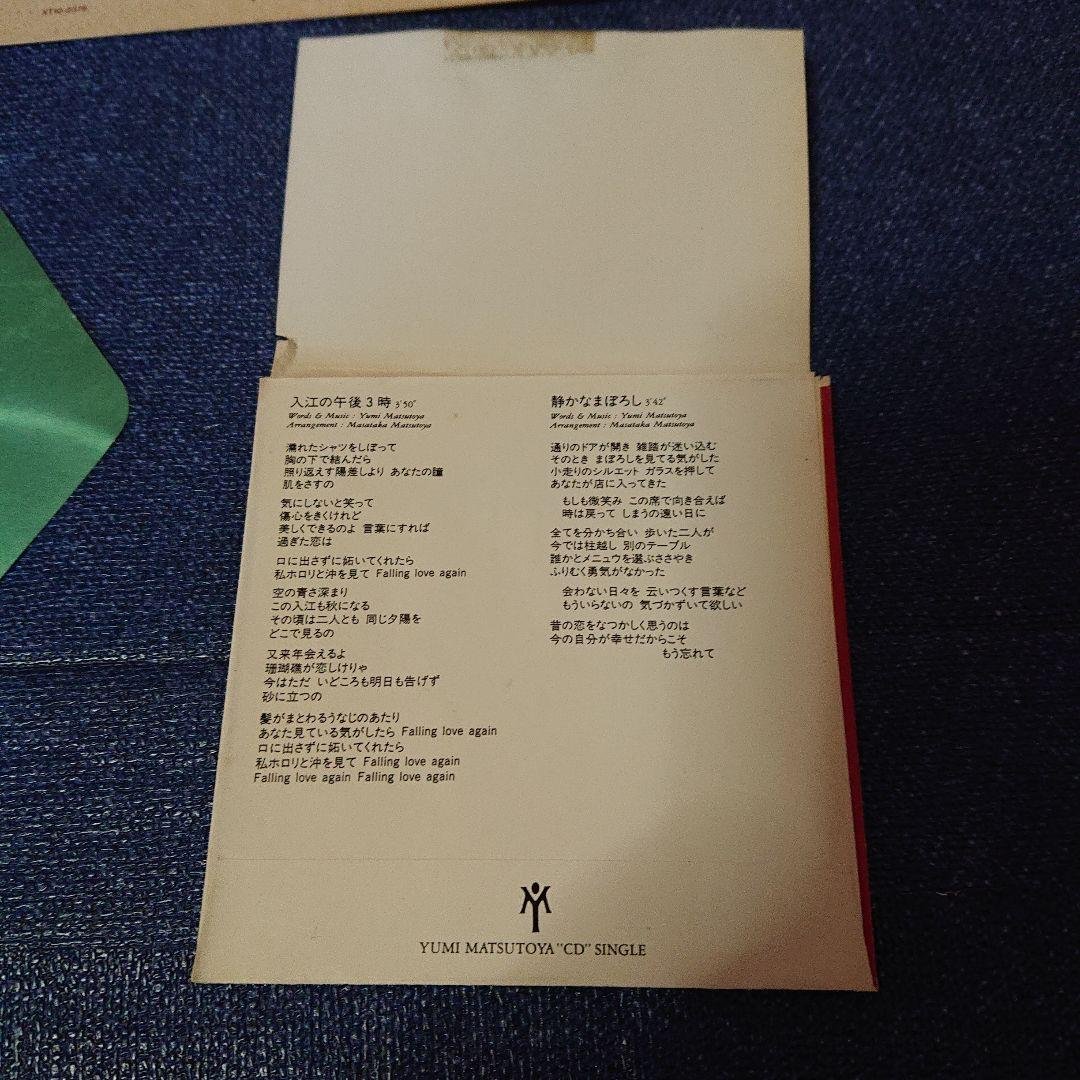 XT10-2376
入江の午後3時 3'50"
Words & Music : Yumi Matsutoya
Arrangement : Masataka Matsutoya
濡れたシャツをしぼって
胸の下で結んだら
照り返えす陽差しより あなたの瞳
肌をさすの
気にしないと笑って
傷心をきくけれど
美しくできるのよ 言葉にすれば
過ぎた恋は
口に出さずに妬いてくれたら
私ホロリと沖を見て Falling love again
空の青さ深まり
この入江も秋になる
その頃は二人とも 同じ夕陽を
どこで見るの
又来年会えるよ
珊瑚礁が恋しけりゃ
今はただ いどころも明日も告げず
砂に立つの
髪がまとわるうなじのあたり
あなた見ている気がしたら Falling love again
口に出さずに妬いてくれたら
私ホロリと沖を見て Falling love again
Falling love again Falling love again
静かなまぼろし 3'42"
Words & Music : Yumi Matsutoya
Arrangement : Masataka Matsutoya
通りのドアが開き 雑踏が迷い込む
そのとき まぼろしを見てる気がした
小走りのシルエット ガラスを押して
あなたが店に入ってきた
もしも微笑み この席で向き合えば
時は戻って しまうの遠い日に
全てを分かち合い 歩いた二人が
今では柱越し 別のテーブル
誰かとメニュウを選ぶささやき
ふりむく勇気がなかった
会わない日々を 云いつくす言葉など
もういらないの 気づかずいて欲しい
昔の恋をなつかしく思うのは
今の自分が幸せだからこそ
もう忘れて
YUMI MATSUTOYA "CD" SINGLE